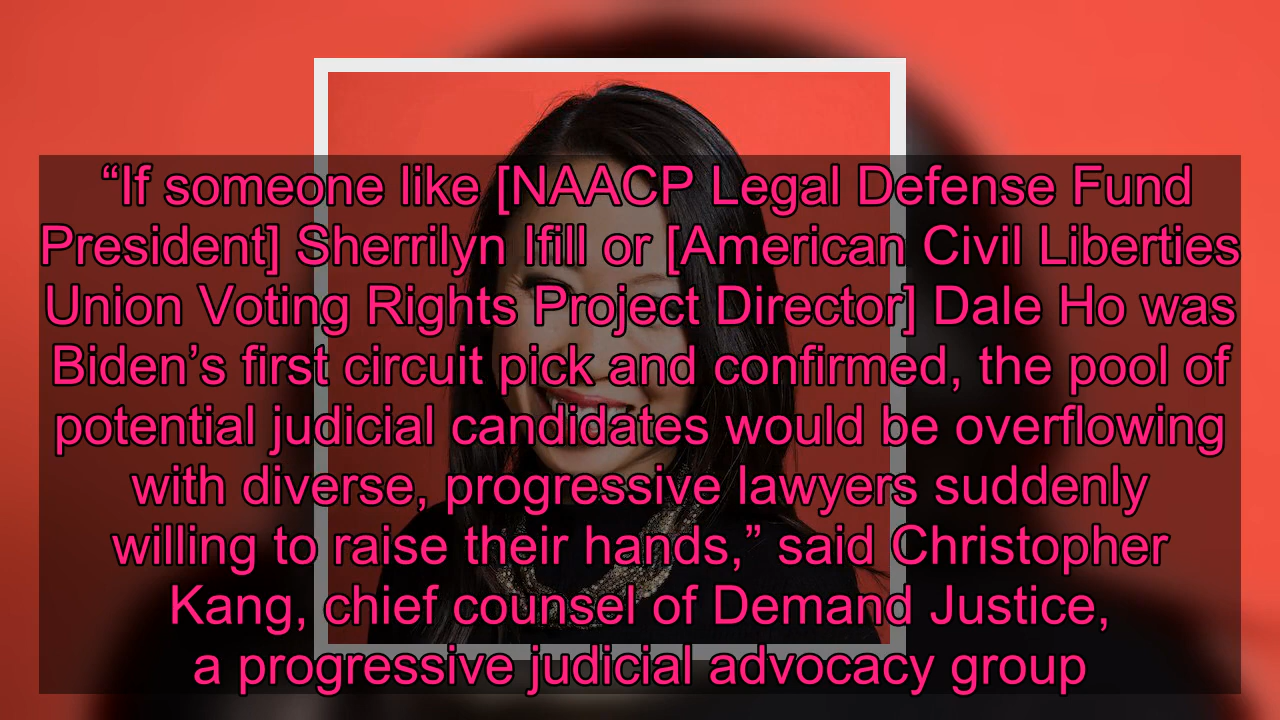 “If someone like [NAACP Legal Defense Fund
President] Sherrilyn Ifill or [American Civil Liberties
Union Voting Rights Project Director] Dale Ho was
Biden’s first circuit pick and confirmed, the pool of
potential judicial candidates would be overflowing
with diverse, progressive lawyers suddenly
willing to raise their hands,” said Christopher
Kang, chief counsel of Demand Justice,
a progressive judicial advocacy group